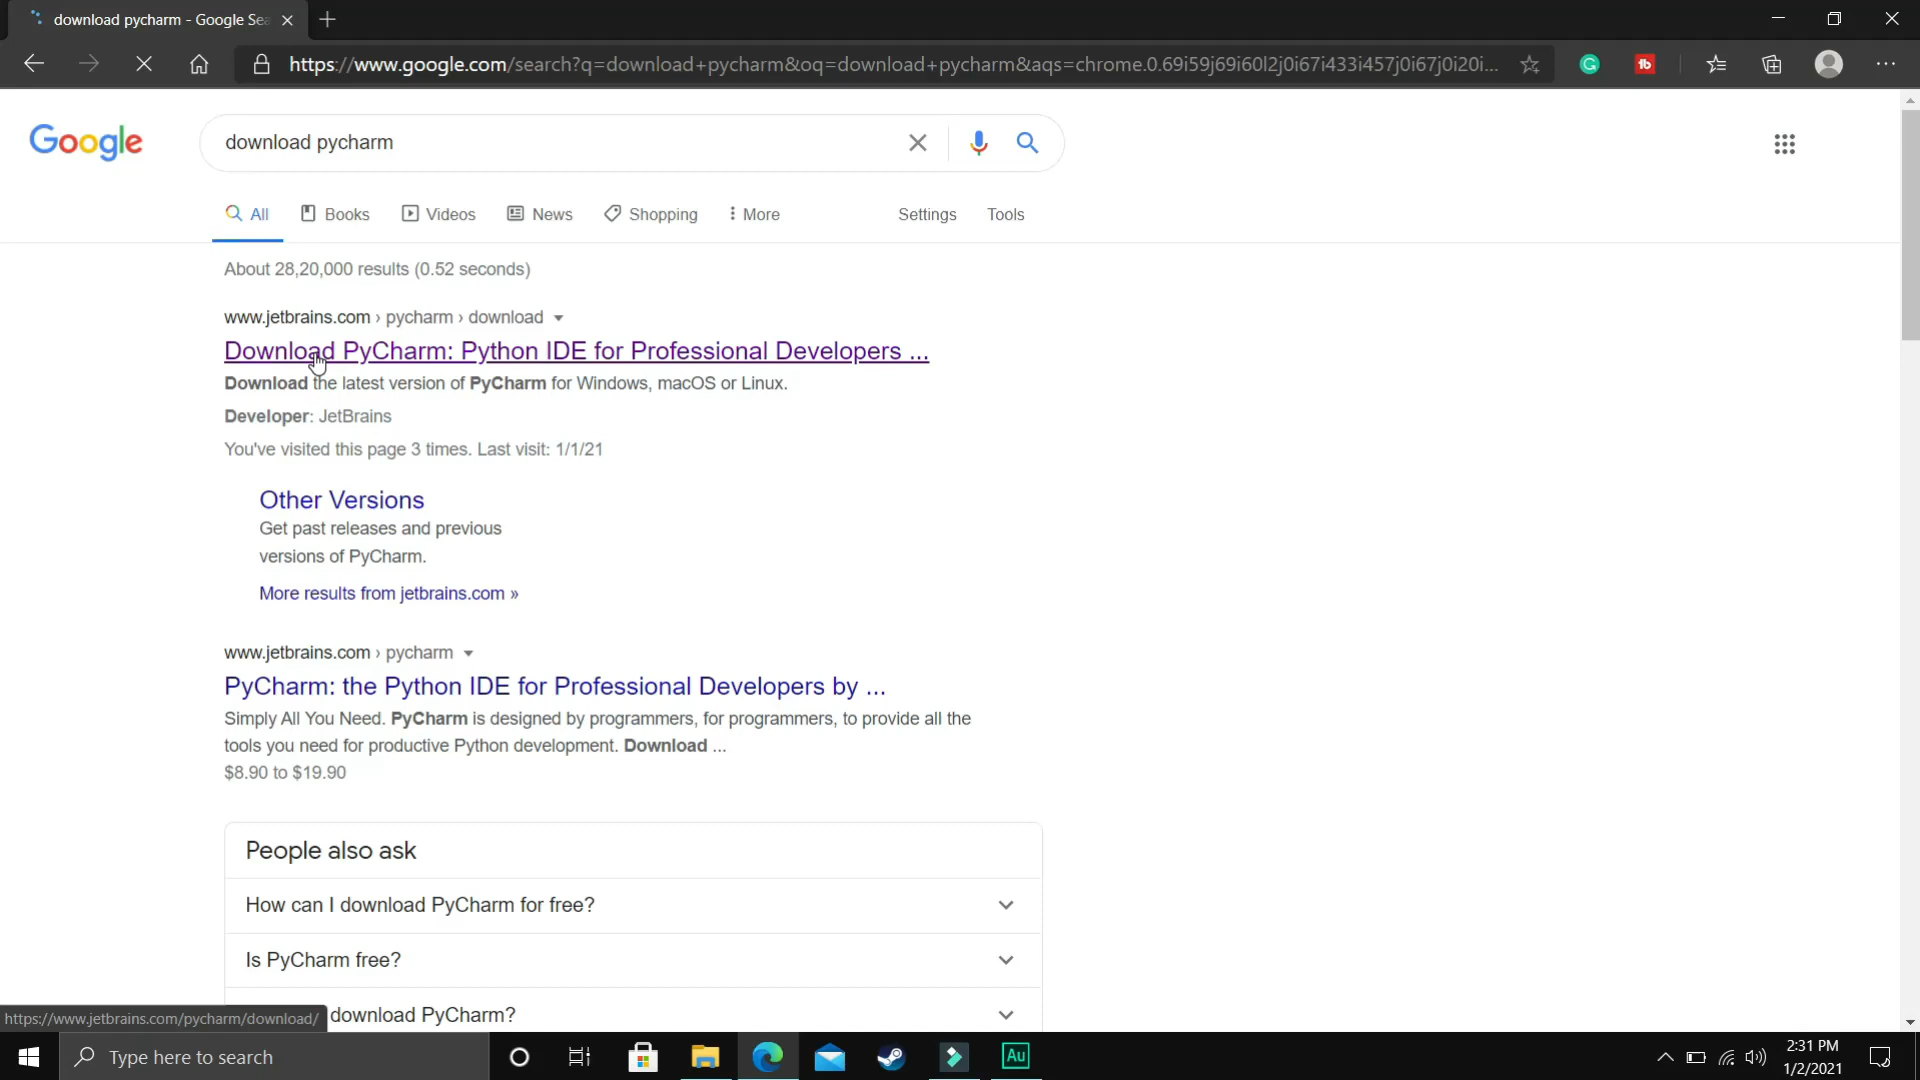 download pycharm - Google Sea
https://www.google.com/search?q=download+pycharm&oq=download+pycharm&aqs=chrome.0.69i59j69i60l2j0i67i433i457j0i67j0i20i...
Google
download pycharm
All
Books
Videos
News
Shopping
More
Settings
Tools
About 28,20,000 results (0.52 seconds)
www.jetbrains.com › pycharm › download
Download PyCharm: Python IDE for Professional Developers ...
Download the latest version of PyCharm for Windows, macOS or Linux.
Developer: JetBrains
You've visited this page 3 times. Last visit: 1/1/21
Other Versions
Get past releases and previous
versions of PyCharm.
More results from jetbrains.com »
www.jetbrains.com › pycharm
PyCharm: the Python IDE for Professional Developers by ...
Simply All You Need. PyCharm is designed by programmers, for programmers, to provide all the
tools you need for productive Python development. Download ...
$8.90 to $19.90
People also ask
How can I download PyCharm for free?
Is PyCharm free?
download PyCharm?
https://www.jetbrains.com/pycharm/download/
Type here to search
Au
2:31 PM
1/2/2021